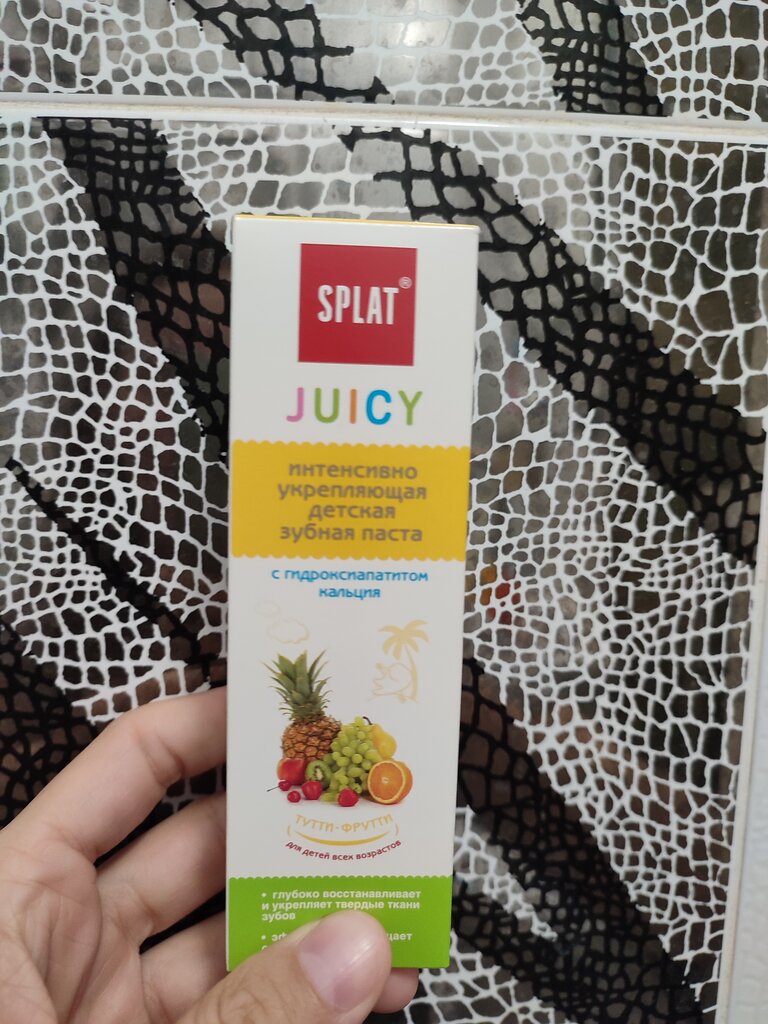 SPLAT®
JUICY
интенсивно
укрепляющая
детская
зубная паста
с гидроксиапатитом
кальция
ТУТТИ-ФРУТТИ
для детей всех возрастов
• глубоко восстанавливает
и укрепляет твердые ткани
зубов